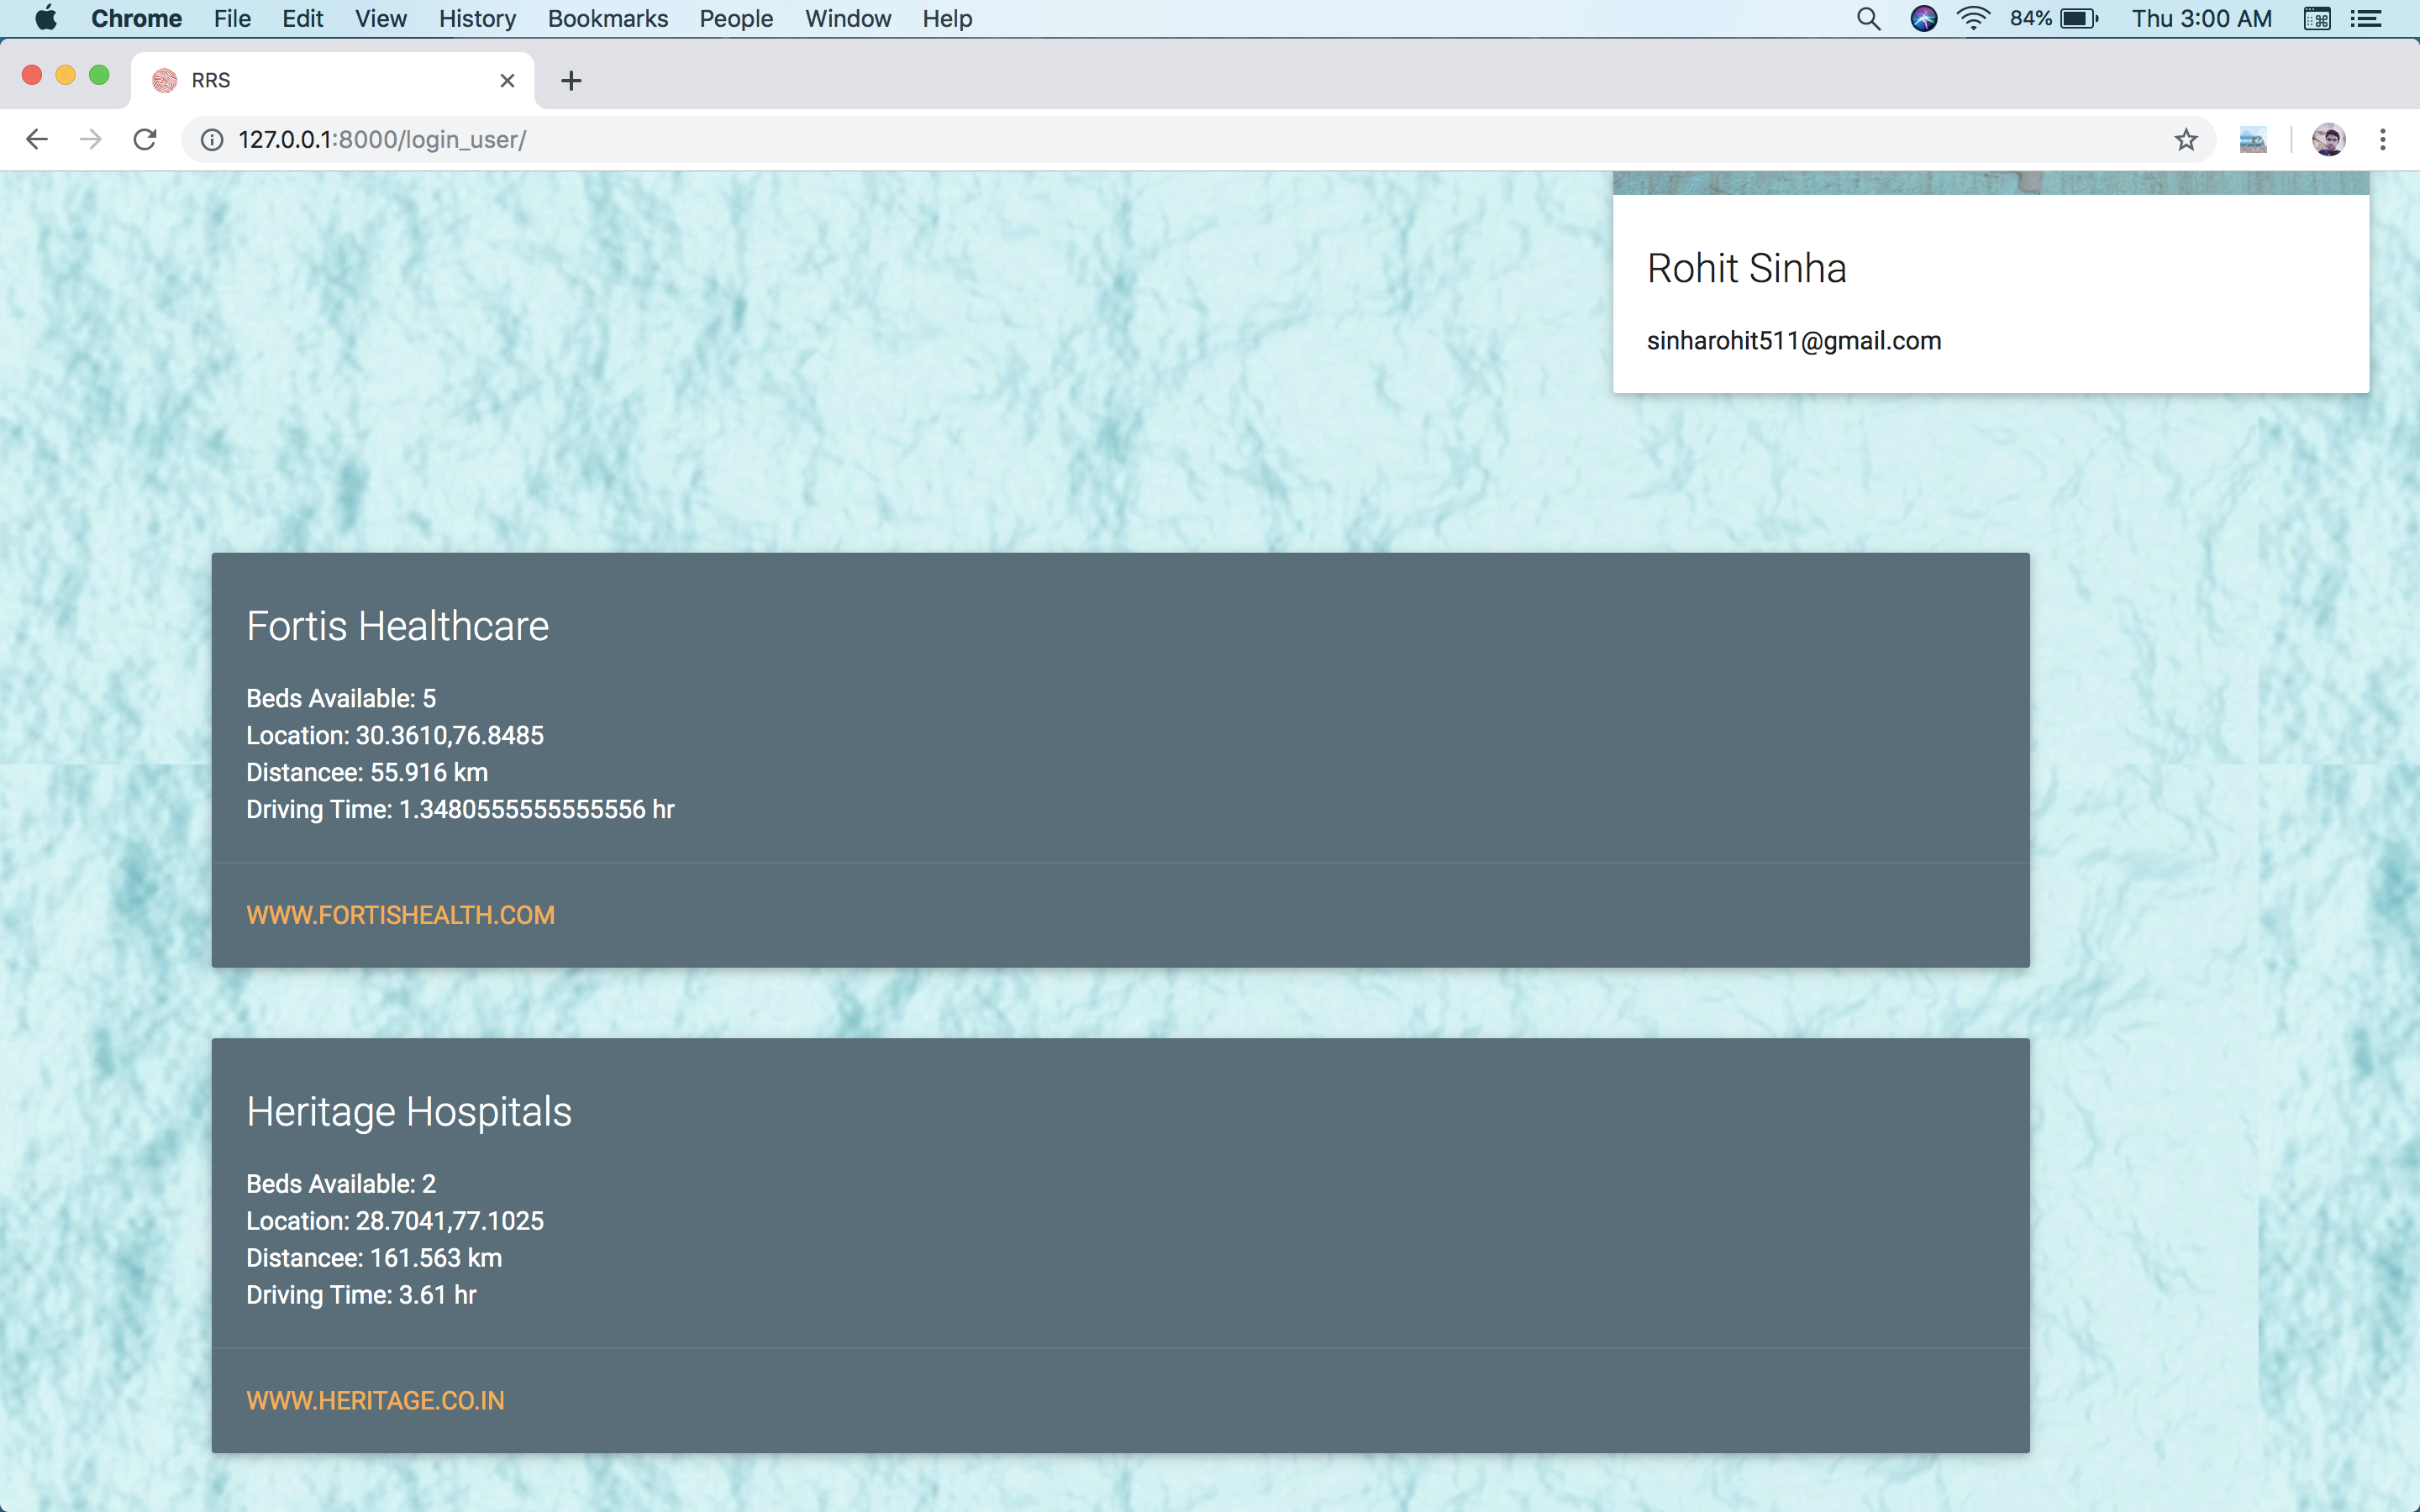 Chrome File Edit View History Bookmarks People Window Help 84% Thu 3:00 AM
RRS
127.0.0.1:8000/login_user/
Rohit Sinha
sinharohit511@gmail.com
Fortis Healthcare
Beds Available: 5
Location: 30.3610,76.8485
Distancee: 55.916 km
Driving Time: 1.3480555555555556 hr
WWW.FORTISHEALTH.COM
Heritage Hospitals
Beds Available: 2
Location: 28.7041,77.1025
Distancee: 161.563 km
Driving Time: 3.61 hr
WWW.HERITAGE.CO.IN